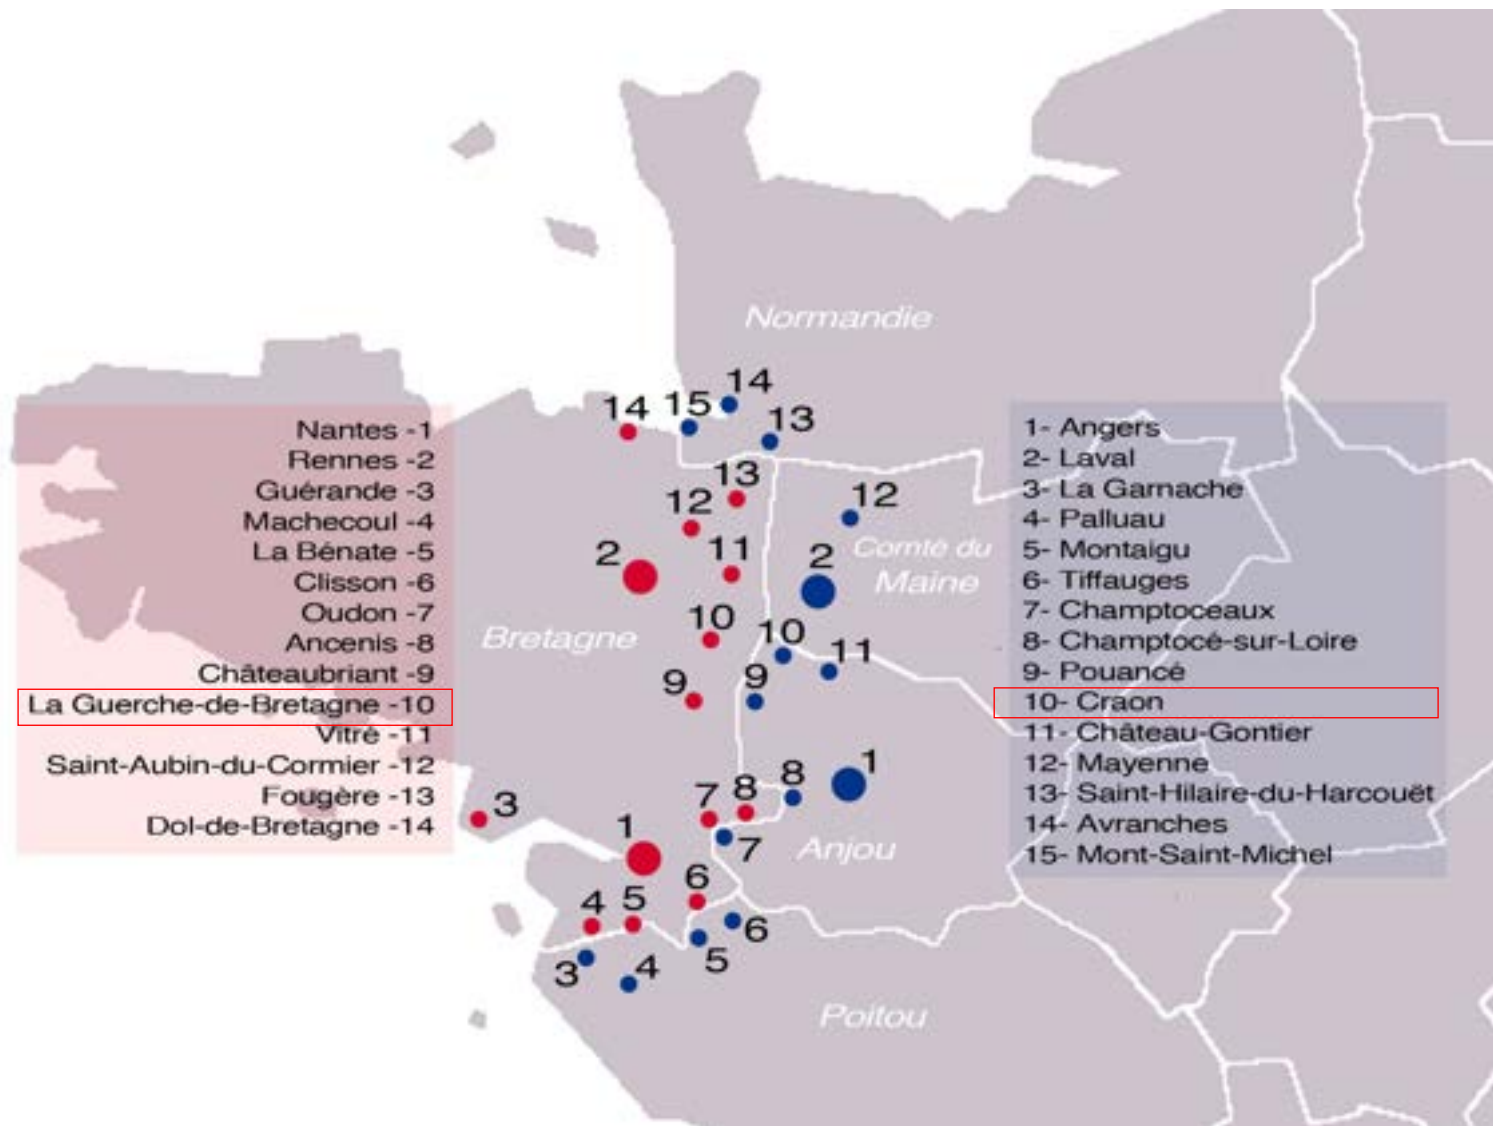 Normandie
14
15
14
13
13
12
12
2
11
2
Comté du
Maine
Bretagne
10
10
11
9
9
8
1
7
8
3
1
7
Anjou
6
4
5
6
5
3
4
Poitou
Nantes -1
Rennes -2
Guérande -3
Machecoul -4
La Bénate -5
Clisson -6
Oudon -7
Ancenis -8
Châteaubriant -9
La Guerche-de-Bretagne -10
Vitré -11
Saint-Aubin-du-Cormier -12
Fougère -13
Dol-de-Bretagne -14
1- Angers
2- Laval
3- La Garnache
4- Palluau
5- Montaigu
6- Tiffauges
7- Champtoceaux
8- Champtocé-sur-Loire
9- Pouancé
10- Craon
11- Château-Gontier
12- Mayenne
13- Saint-Hilaire-du-Harcouët
14- Avranches
15- Mont-Saint-Michel